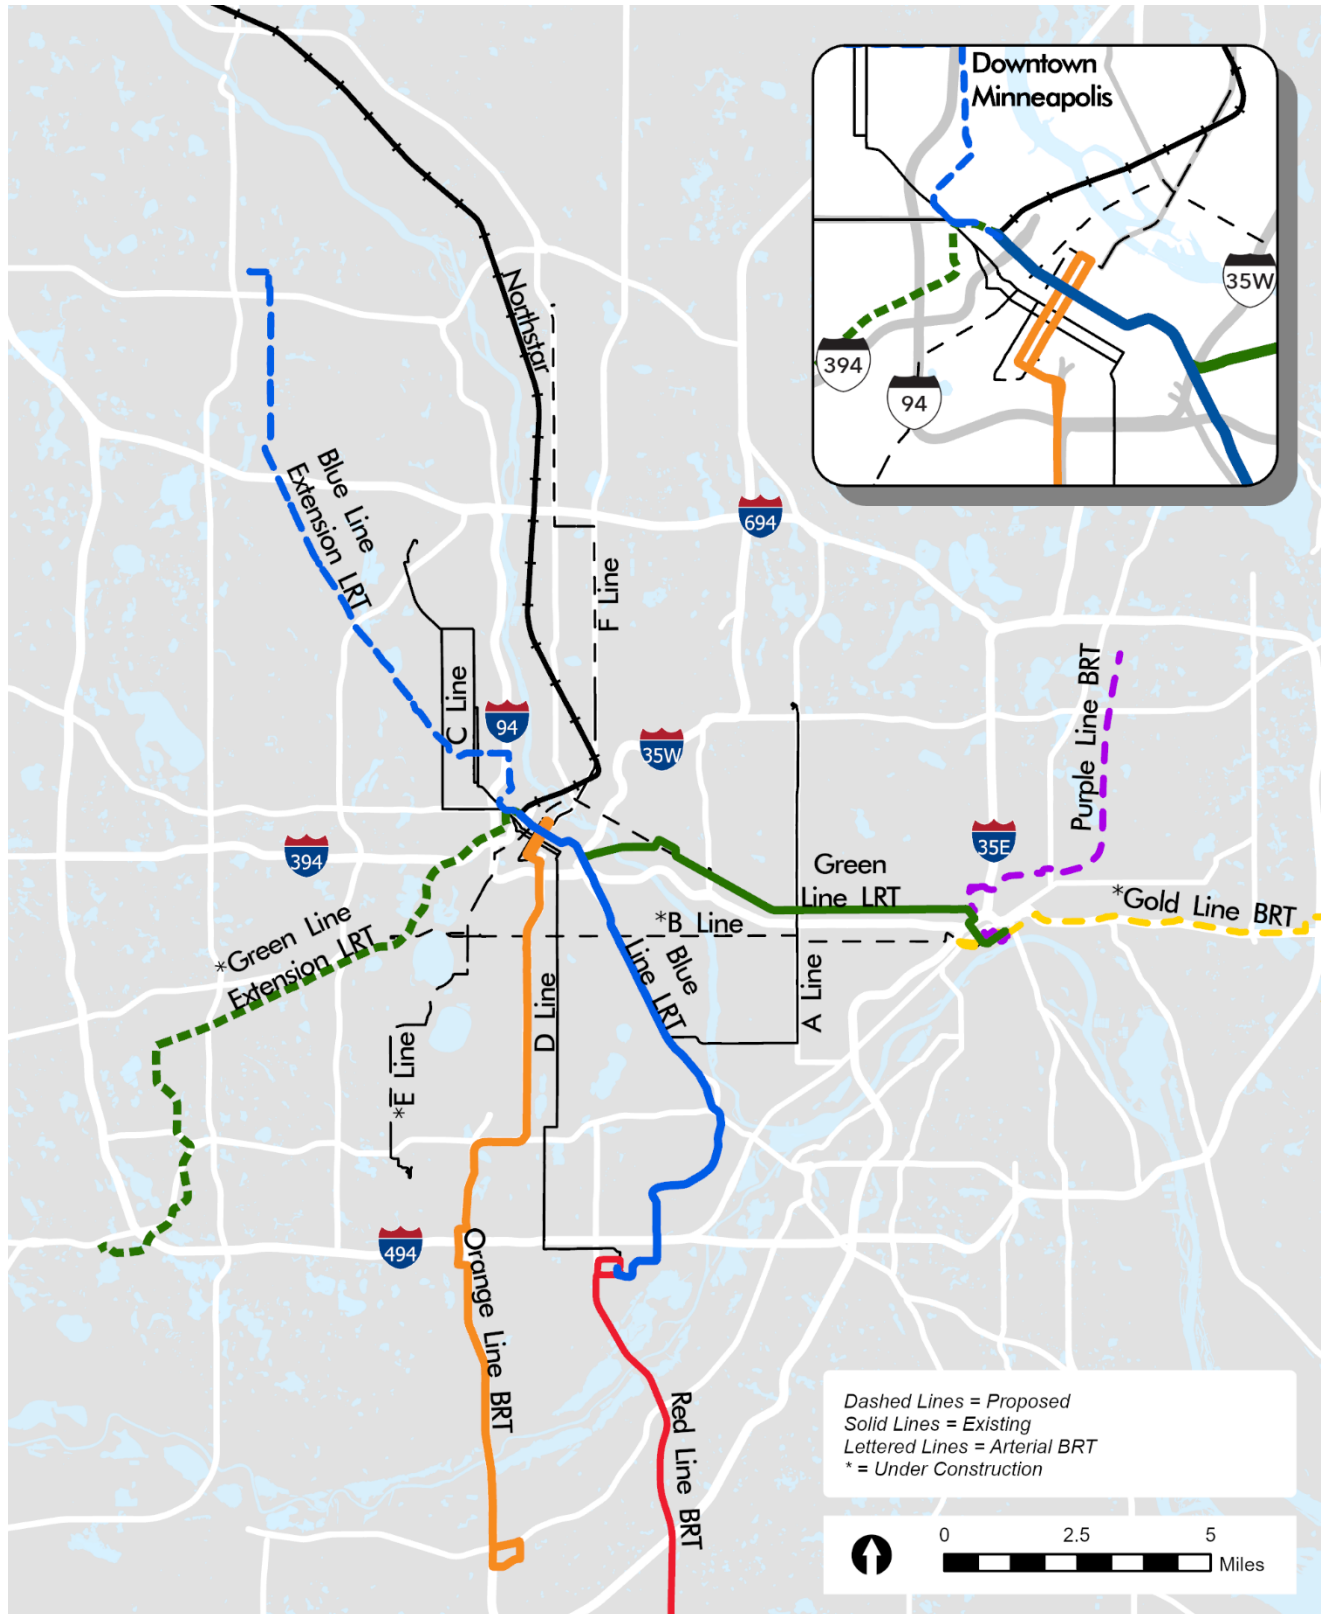 Downtown
Minneapolis
35W
394
94
Northstar
Blue Line
Extension LRT
694
F Line
C Line
94
35W
Purple Line BRT
394
35E
Green
Line LRT
*Gold Line BRT
*B Line
*Green Line
Extension LRT
Blue
Line LRT
A Line
D Line
*E Line
494
Orange Line BRT
Red Line BRT
Dashed Lines = Proposed
Solid Lines = Existing
Lettered Lines = Arterial BRT
* = Under Construction
0 2.5 5
Miles